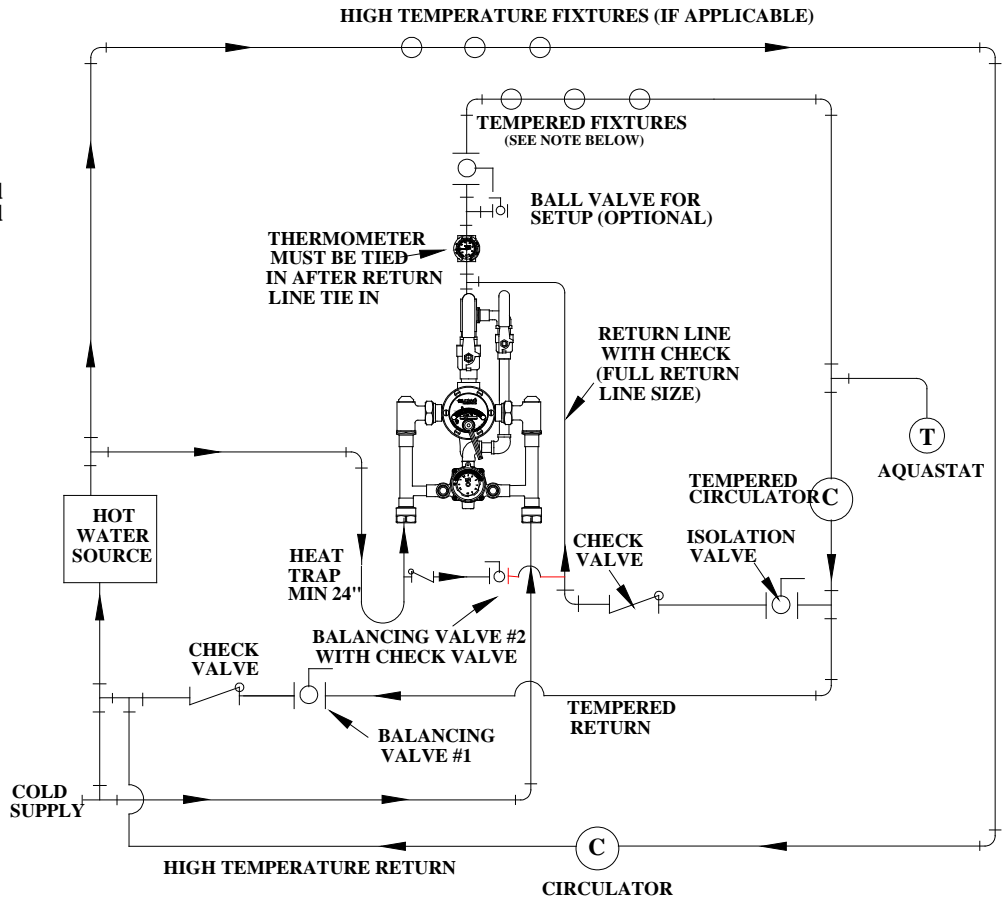 HIGH TEMPERATURE FIXTURES (IF APPLICABLE)
TEMPERED FIXTURES
(SEE NOTE BELOW)
BALL VALVE FOR
SETUP (OPTIONAL)
THERMOMETER
MUST BE TIED
IN AFTER RETURN
LINE TIE IN
RETURN LINE
WITH CHECK
(FULL RETURN
LINE SIZE)
T
AQUASTAT
TEMPERED
CIRCULATOR
C
HOT
WATER
SOURCE
HEAT
TRAP
MIN 24"
CHECK
VALVE
ISOLATION
VALVE
BALANCING VALVE #2
WITH CHECK VALVE
CHECK
VALVE
TEMPERED
RETURN
BALANCING
VALVE #1
COLD
SUPPLY
C
HIGH TEMPERATURE RETURN
CIRCULATOR